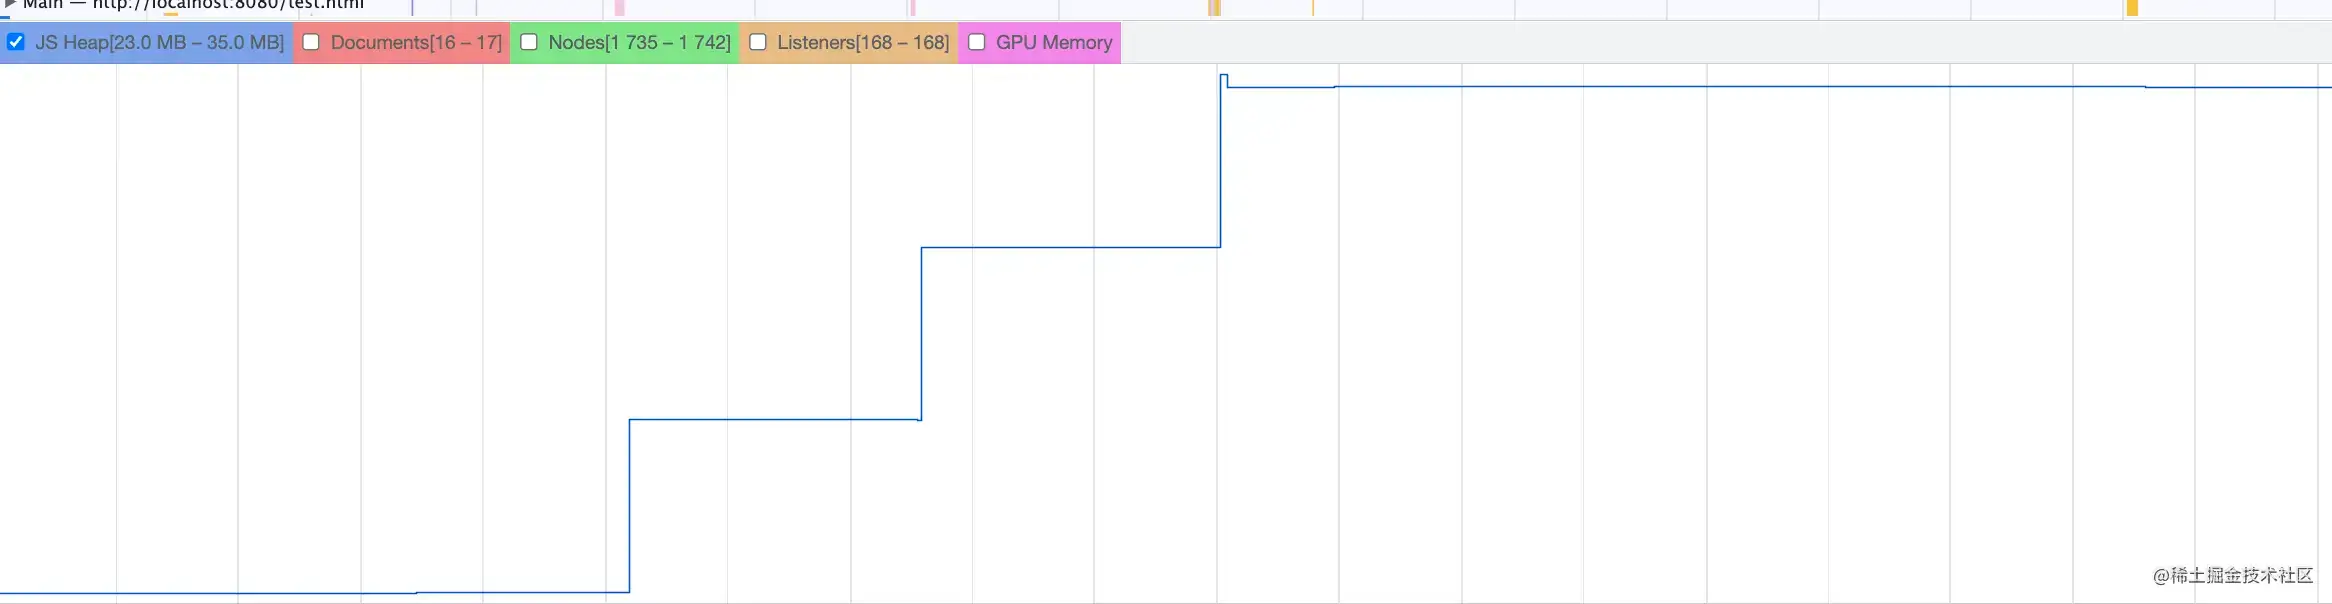 Main — http://localhost:8080/test.html
JS Heap[23.0 MB – 35.0 MB] Documents[16 – 17] Nodes[1 735 – 1 742] Listeners[168 – 168] GPU Memory
@稀土掘金技术社区